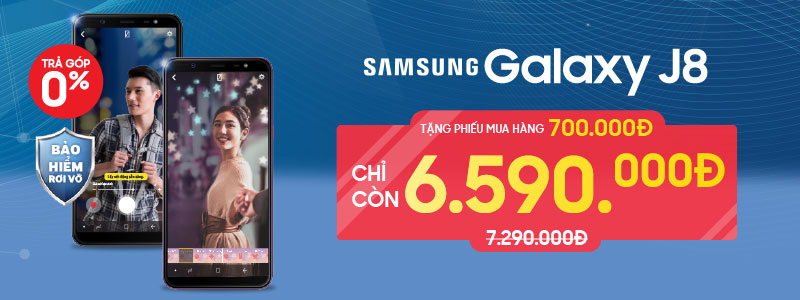 TRẢ GÓP
0%
BẢO
HIỂM
RƠI VỠ
SAMSUNG Galaxy J8
TẶNG PHIẾU MUA HÀNG 700.000Đ
CHỈ
CÒN
6.590.000Đ
7.290.000Đ